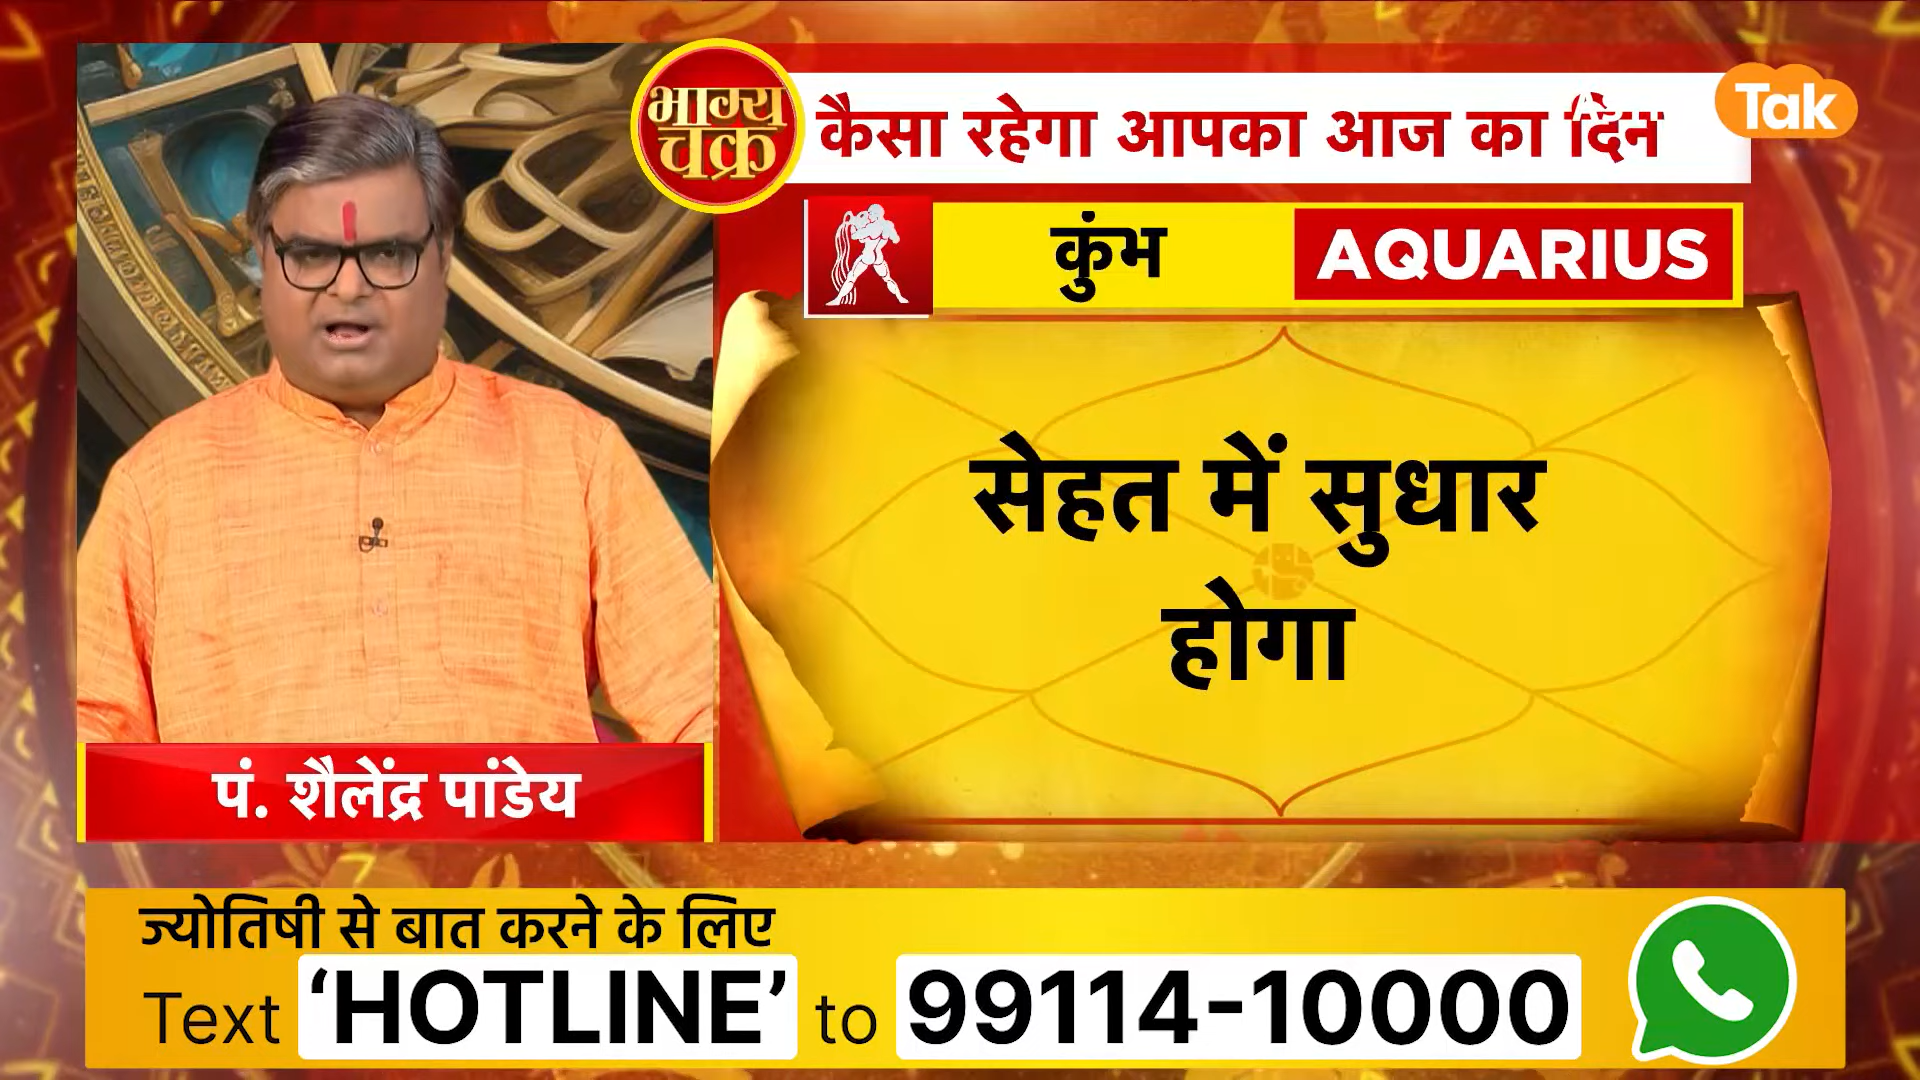 भाग्य
चक्र
कैसा रहेगा आपका आज का दिन
Tak
कुंभ
AQUARIUS
सेहत में सुधार
होगा
पं. शैलेंद्र पांडेय
ज्योतिषी से बात करने के लिए
Text ‘HOTLINE’ to 99114-10000